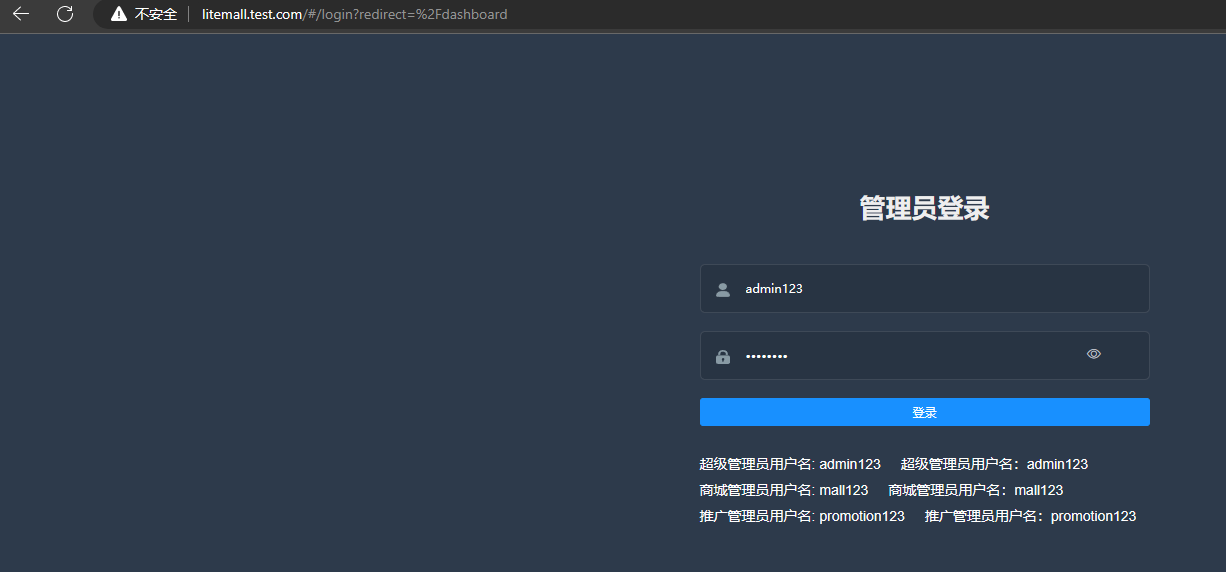 不安全 litemall.test.com/#/login?redirect=%2Fdashboard
管理员登录
admin123
••••••••
登录
超级管理员用户名: admin123 超级管理员用户名：admin123
商城管理员用户名: mall123 商城管理员用户名：mall123
推广管理员用户名: promotion123 推广管理员用户名：promotion123